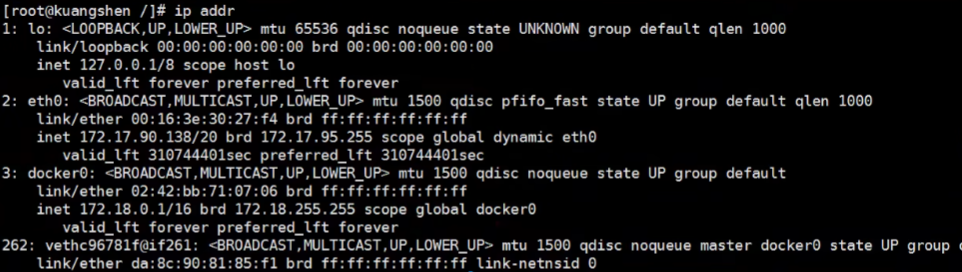 [root@kuangshen /]# ip addr
1: lo: <LOOPBACK,UP,LOWER_UP> mtu 65536 qdisc noqueue state UNKNOWN group default qlen 1000
    link/loopback 00:00:00:00:00:00 brd 00:00:00:00:00:00
    inet 127.0.0.1/8 scope host lo
       valid_lft forever preferred_lft forever
2: eth0: <BROADCAST,MULTICAST,UP,LOWER_UP> mtu 1500 qdisc pfifo_fast state UP group default qlen 1000
    link/ether 00:16:3e:30:27:f4 brd ff:ff:ff:ff:ff:ff
    inet 172.17.90.138/20 brd 172.17.95.255 scope global dynamic eth0
       valid_lft 310744401sec preferred_lft 310744401sec
3: docker0: <BROADCAST,MULTICAST,UP,LOWER_UP> mtu 1500 qdisc noqueue state UP group default
    link/ether 02:42:bb:71:07:06 brd ff:ff:ff:ff:ff:ff
    inet 172.18.0.1/16 brd 172.18.255.255 scope global docker0
       valid_lft forever preferred_lft forever
262: vethc96781f@if261: <BROADCAST,MULTICAST,UP,LOWER_UP> mtu 1500 qdisc noqueue master docker0 state UP group
    link/ether da:8c:90:81:85:f1 brd ff:ff:ff:ff:ff:ff link-netnsid 0